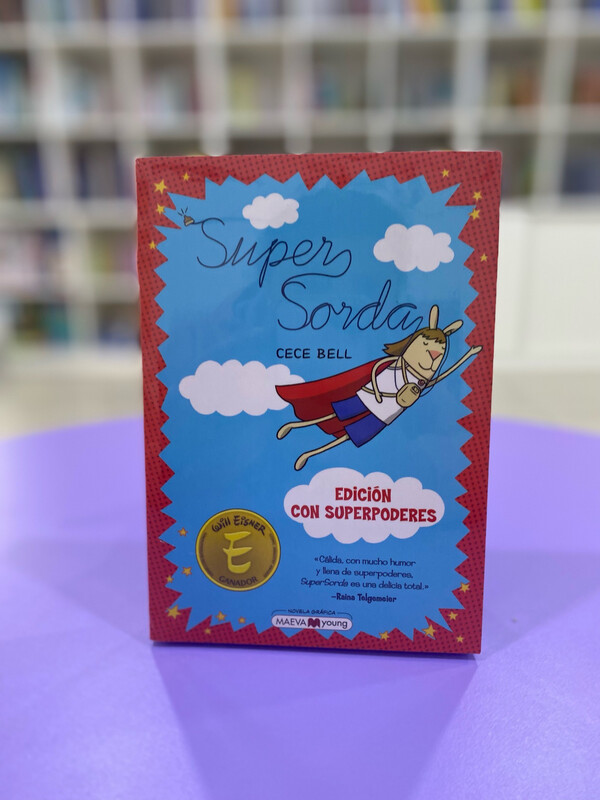 Super
Sorda
CECE BELL
EDICIÓN
CON SUPERPODERES
Will EISNER
E
GANADOR
«Cálida, con mucho humor
y llena de superpoderes,
SuperSorda es una delicia total.»
—Raina Telgemeier
NOVELA GRÁFICA
MAEVA young